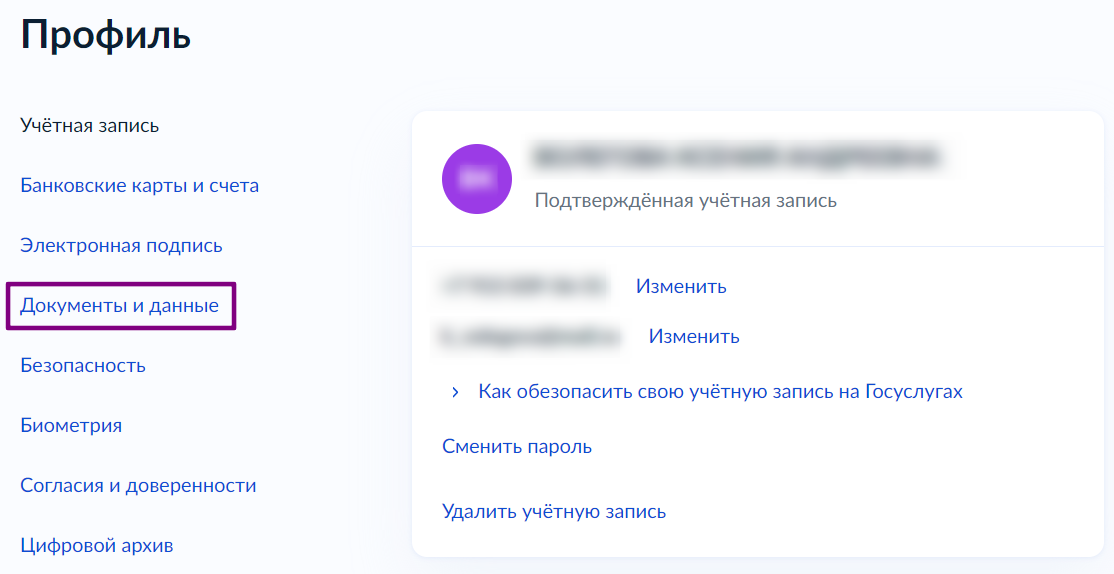 Профиль
Учётная запись
Банковские карты и счета
Электронная подпись
Документы и данные
Безопасность
Биометрия
Согласия и доверенности
Цифровой архив
Подтверждённая учётная запись
Изменить
Изменить
Как обезопасить свою учётную запись на Госуслугах
Сменить пароль
Удалить учётную запись